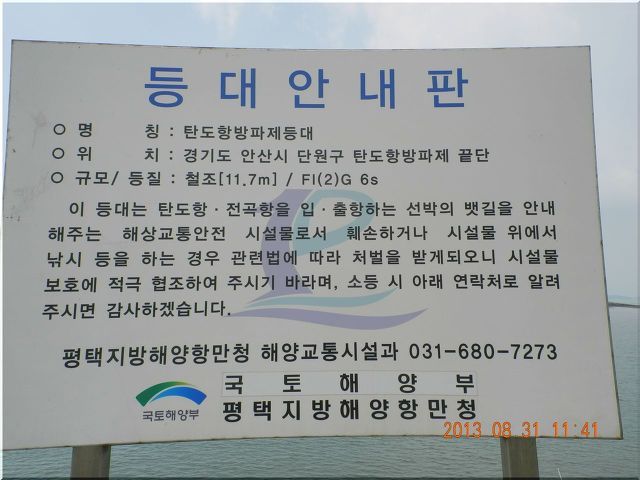 등대안내판
○ 명 칭 : 탄도항방파제등대
○ 위 치 : 경기도 안산시 단원구 탄도항방파제 끝단
○ 규모/ 등질 : 철조[11.7m] / Fl(2)G 6s
이 등대는 탄도항·전곡항을 입·출항하는 선박의 뱃길을 안내
해주는 해상교통안전 시설물로서 훼손하거나 시설물 위에서
낚시 등을 하는 경우 관련법에 따라 처벌을 받게되오니 시설물
보호에 적극 협조하여 주시기 바라며, 소등 시 아래 연락처로 알려
주시면 감사하겠습니다.
평택지방해양항만청 해양교통시설과 031-680-7273
국토해양부
국토해양부
평택지방해양항만청
2013 08 31 11:41